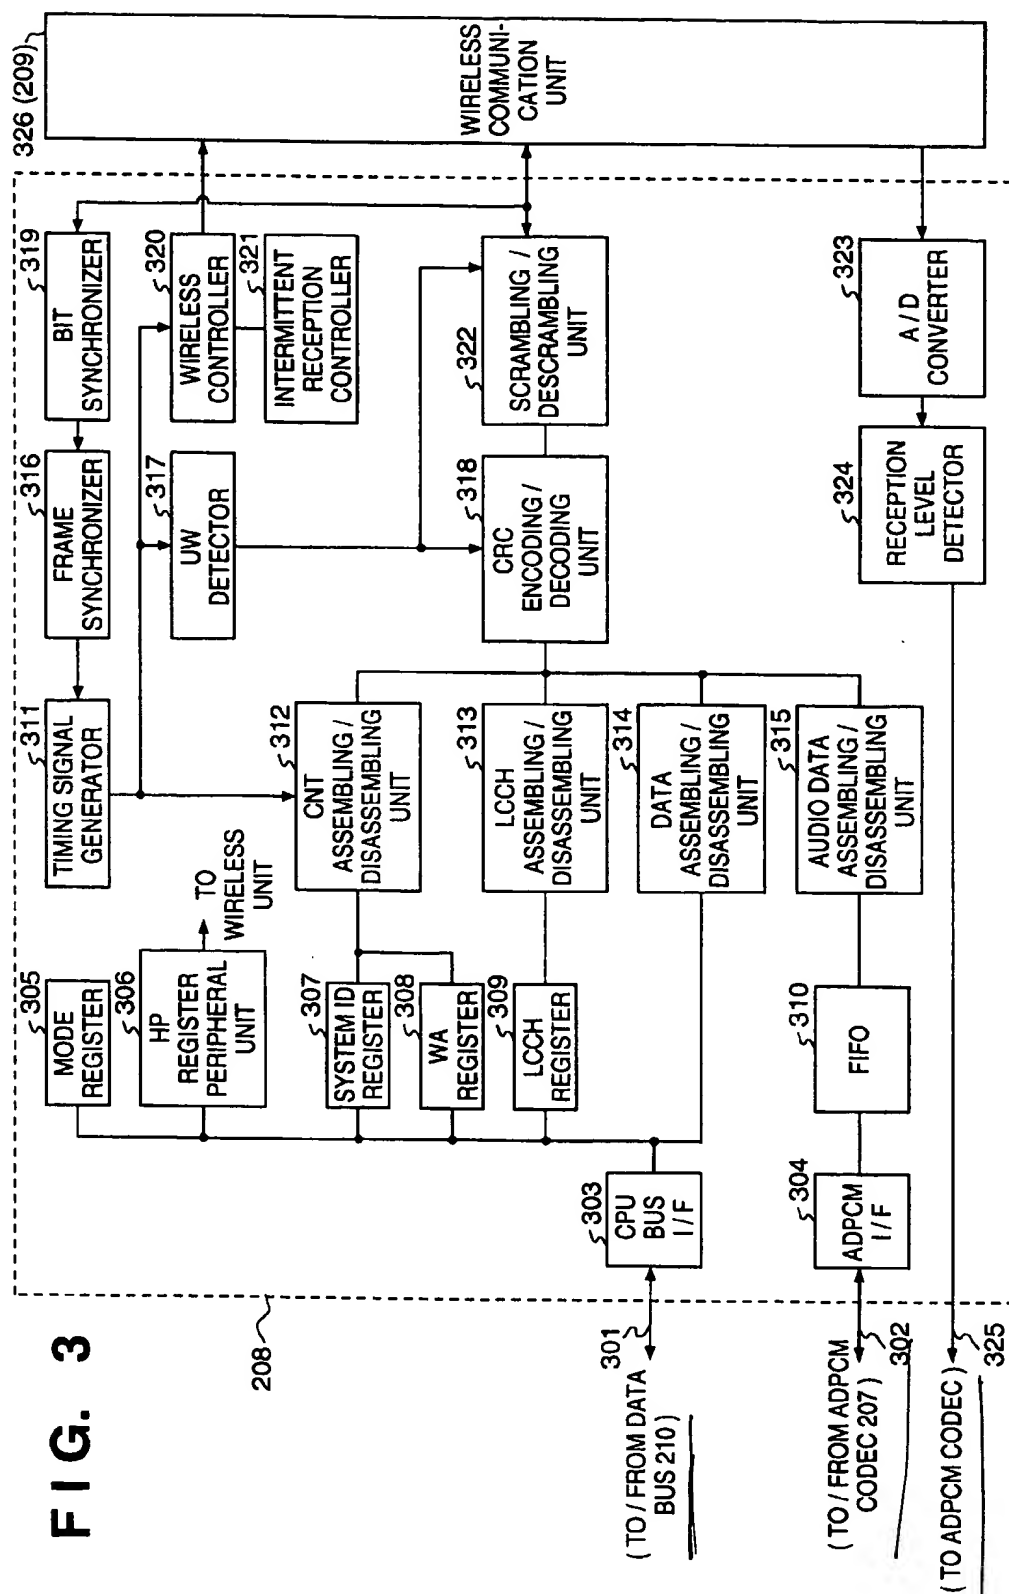 FIG. 3
208
326 (209)
WIRELESS
COMMUNI-
CATION
UNIT
311
TIMING SIGNAL
GENERATOR
316
FRAME
SYNCHRONIZER
319
BIT
SYNCHRONIZER
305
MODE
REGISTER
306
HP
REGISTER
PERIPHERAL
UNIT
TO
WIRELESS
UNIT
317
UW
DETECTOR
320
WIRELESS
CONTROLLER
321
INTERMITTENT
RECEPTION
CONTROLLER
307
SYSTEM ID
REGISTER
308
WA
REGISTER
309
LCCH
REGISTER
312
CNT
ASSEMBLING /
DISASSEMBLING
UNIT
313
LCCH
ASSEMBLING /
DISASSEMBLING
UNIT
318
CRC
ENCODING /
DECODING
UNIT
322
SCRAMBLING /
DESCRAMBLING
UNIT
301
(TO / FROM DATA
BUS 210)
303
CPU
BUS
I / F
314
DATA
ASSEMBLING /
DISASSEMBLING
UNIT
302
(TO / FROM ADPCM
CODEC 207)
304
ADPCM
I / F
310
FIFO
315
AUDIO DATA
ASSEMBLING /
DISASSEMBLING
UNIT
324
RECEPTION
LEVEL
DETECTOR
323
A / D
CONVERTER
325
(TO ADPCM CODEC)